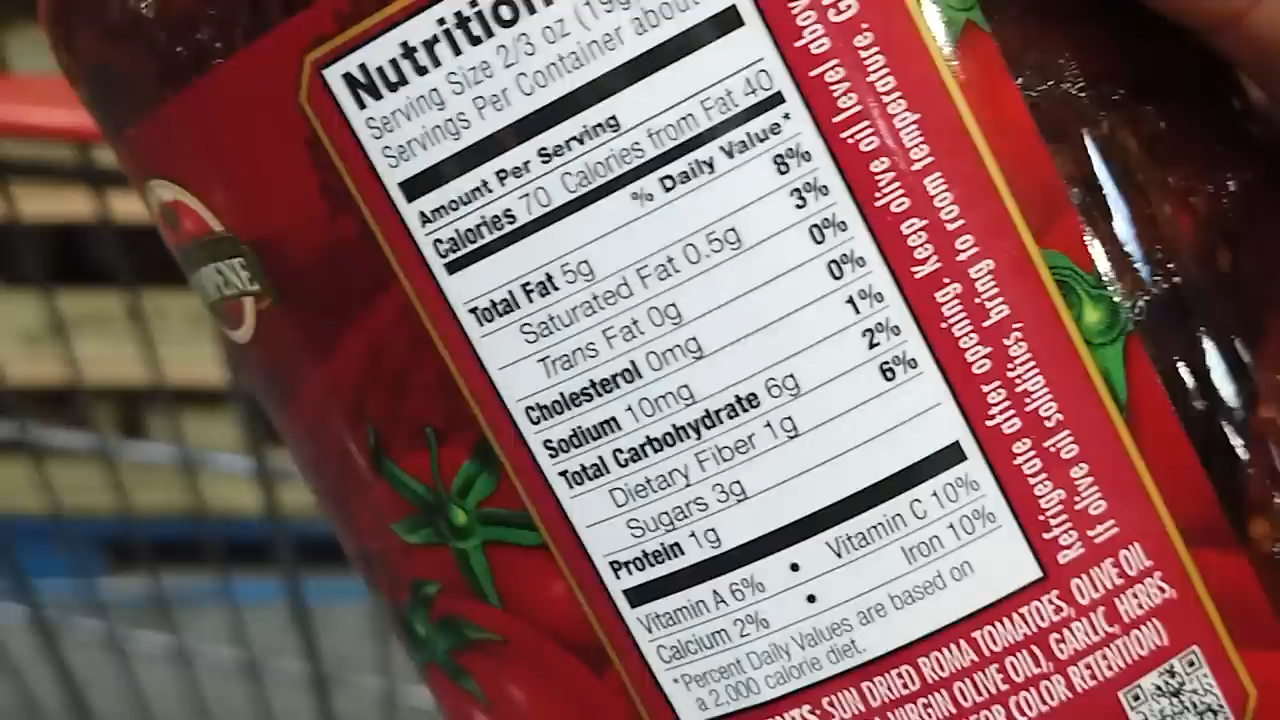 Nutrition
Serving Size 2/3 oz (19g
Servings Per Container about
Amount Per Serving
Calories 70 Calories from Fat 40
% Daily Value*
Total Fat 5g 8%
Saturated Fat 0.5g 3%
Trans Fat 0g 0%
Cholesterol 0mg 0%
Sodium 10mg 1%
Total Carbohydrate 6g 2%
Dietary Fiber 1g 6%
Sugars 3g
Protein 1g
Vitamin A 6% • Vitamin C 10%
Calcium 2% • Iron 10%
*Percent Daily Values are based on
a 2,000 calorie diet.
Refrigerate after opening. Keep olive oil level abov
If olive oil solidifies, bring to room temperature. G
NTS: SUN DRIED ROMA TOMATOES, OLIVE OIL
VIRGIN OLIVE OIL), GARLIC, HERBS,
FOR COLOR RETENTION)